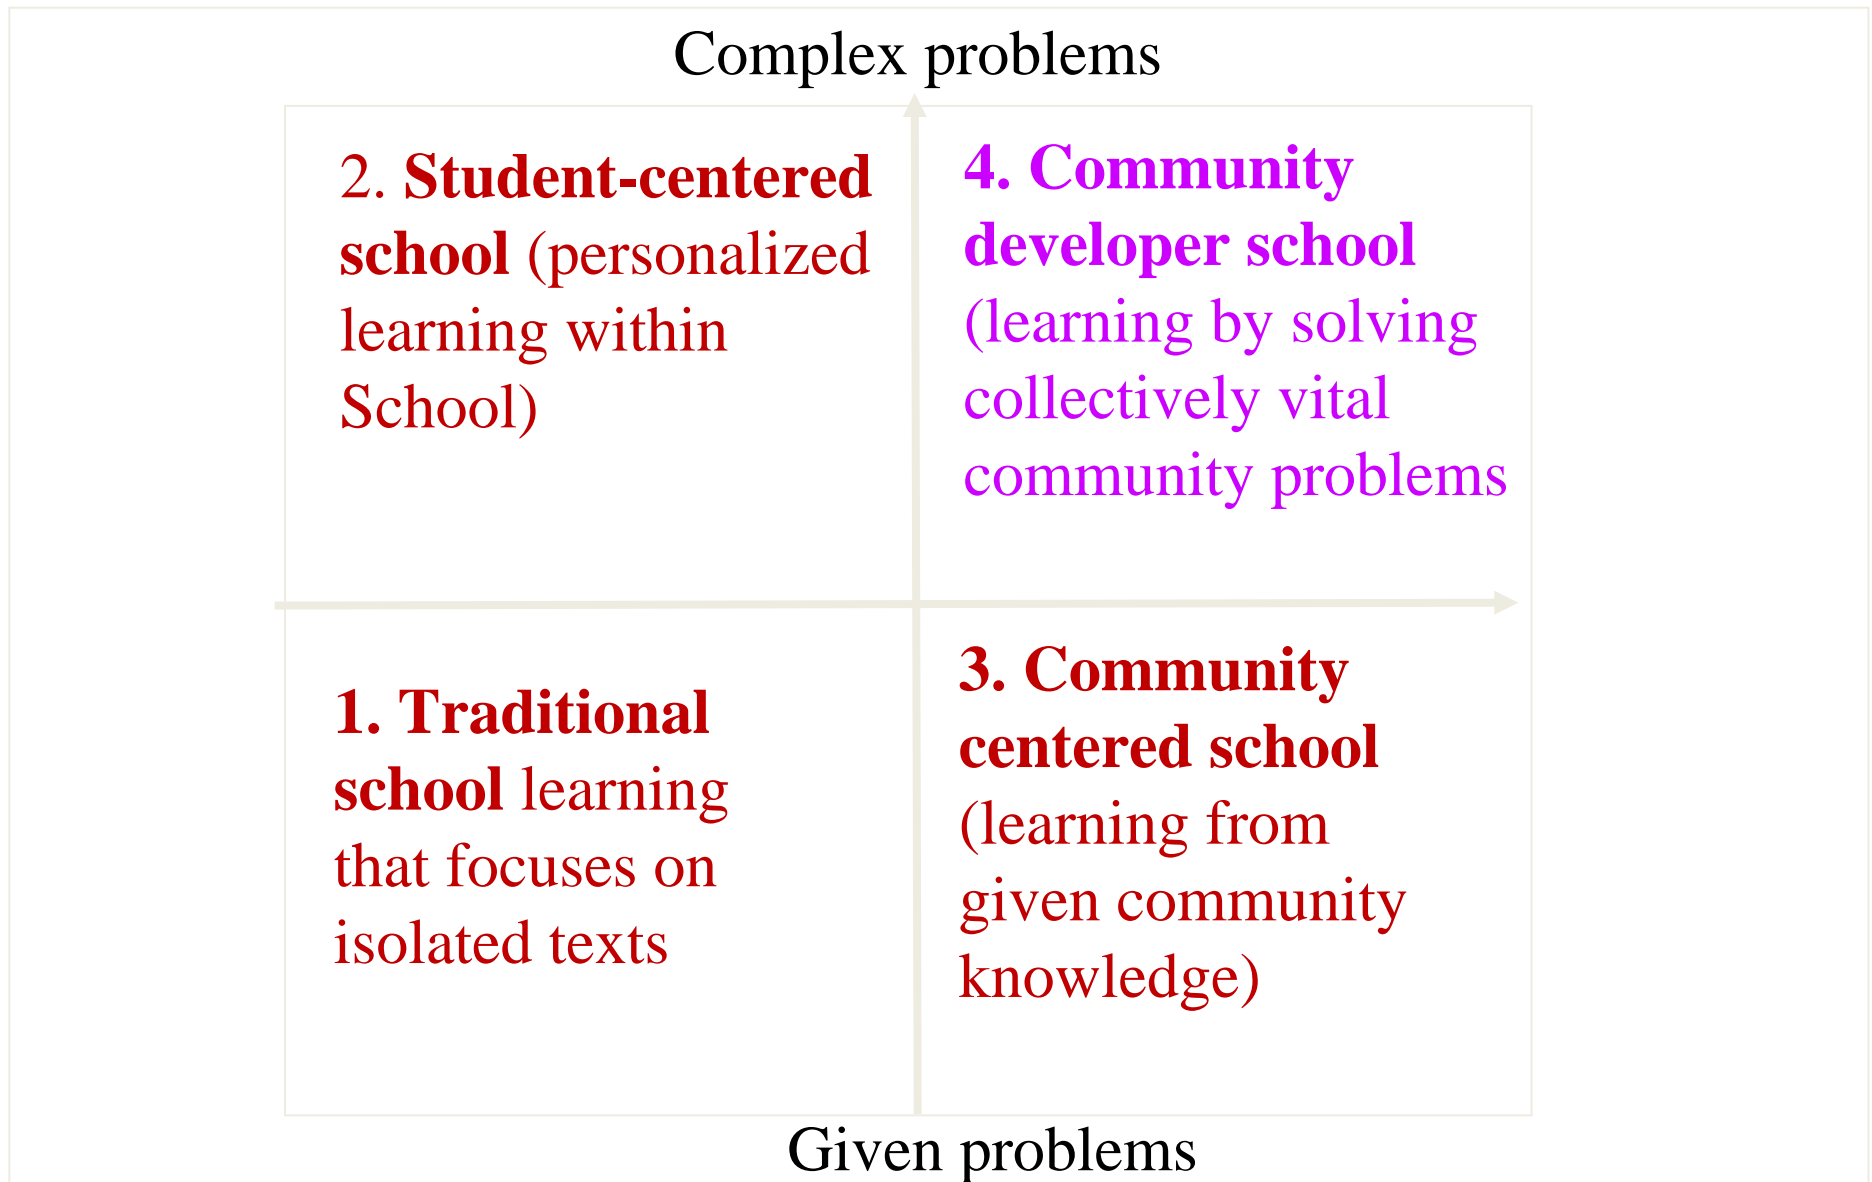 Complex problems
2. Student-centered
school (personalized
learning within
School)
4. Community
developer school
(learning by solving
collectively vital
community problems
1. Traditional
school learning
that focuses on
isolated texts
3. Community
centered school
(learning from
given community
knowledge)
Given problems